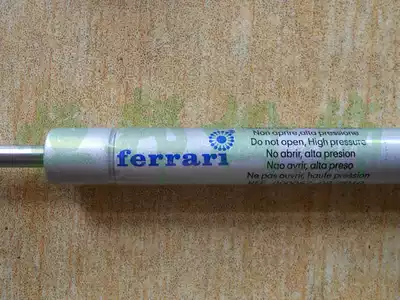 ferrari
Non aprire, alta pressione
Do not open, High pressure
No abrir, alta presion
Nao avrir, alta preso
Ne pas ouvrir, haute pression